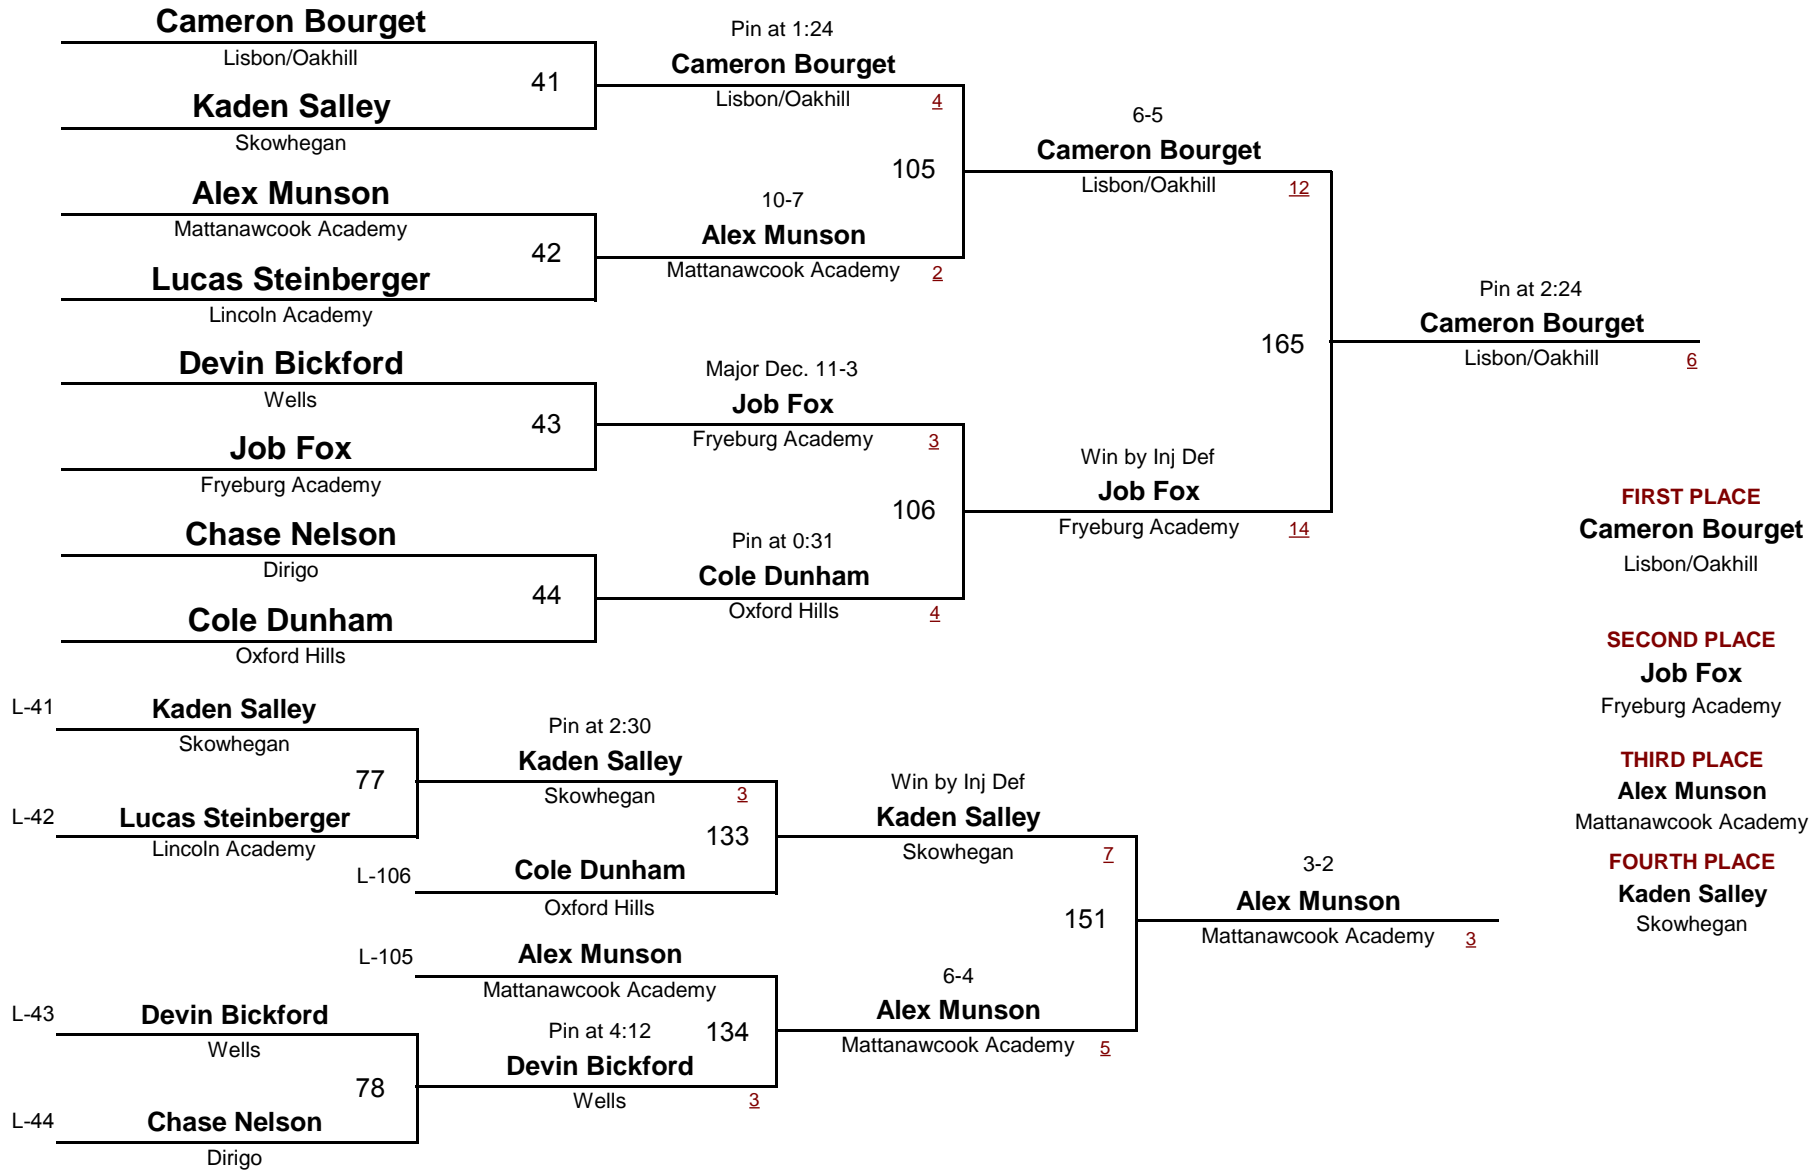 Cameron Bourget
Lisbon/Oakhill
41
Kaden Salley
Skowhegan
Alex Munson
Mattanawcook Academy
42
Lucas Steinberger
Lincoln Academy
Devin Bickford
Wells
43
Job Fox
Fryeburg Academy
Chase Nelson
Dirigo
44
Cole Dunham
Oxford Hills
Pin at 1:24
Cameron Bourget
Lisbon/Oakhill 4
105
10-7
Alex Munson
Mattanawcook Academy 2
Major Dec. 11-3
Job Fox
Fryeburg Academy 3
106
Pin at 0:31
Cole Dunham
Oxford Hills 4
6-5
Cameron Bourget
Lisbon/Oakhill 12
165
Win by Inj Def
Job Fox
Fryeburg Academy 14
Pin at 2:24
Cameron Bourget
Lisbon/Oakhill 6
L-41 Kaden Salley
Skowhegan
77
L-42 Lucas Steinberger
Lincoln Academy
Pin at 2:30
Kaden Salley
Skowhegan 3
133
L-106 Cole Dunham
Oxford Hills
L-105 Alex Munson
Mattanawcook Academy
134
Pin at 4:12
Devin Bickford
Wells 3
L-43 Devin Bickford
Wells
78
L-44 Chase Nelson
Dirigo
Win by Inj Def
Kaden Salley
Skowhegan 7
151
6-4
Alex Munson
Mattanawcook Academy 5
3-2
Alex Munson
Mattanawcook Academy 3
FIRST PLACE
Cameron Bourget
Lisbon/Oakhill
SECOND PLACE
Job Fox
Fryeburg Academy
THIRD PLACE
Alex Munson
Mattanawcook Academy
FOURTH PLACE
Kaden Salley
Skowhegan